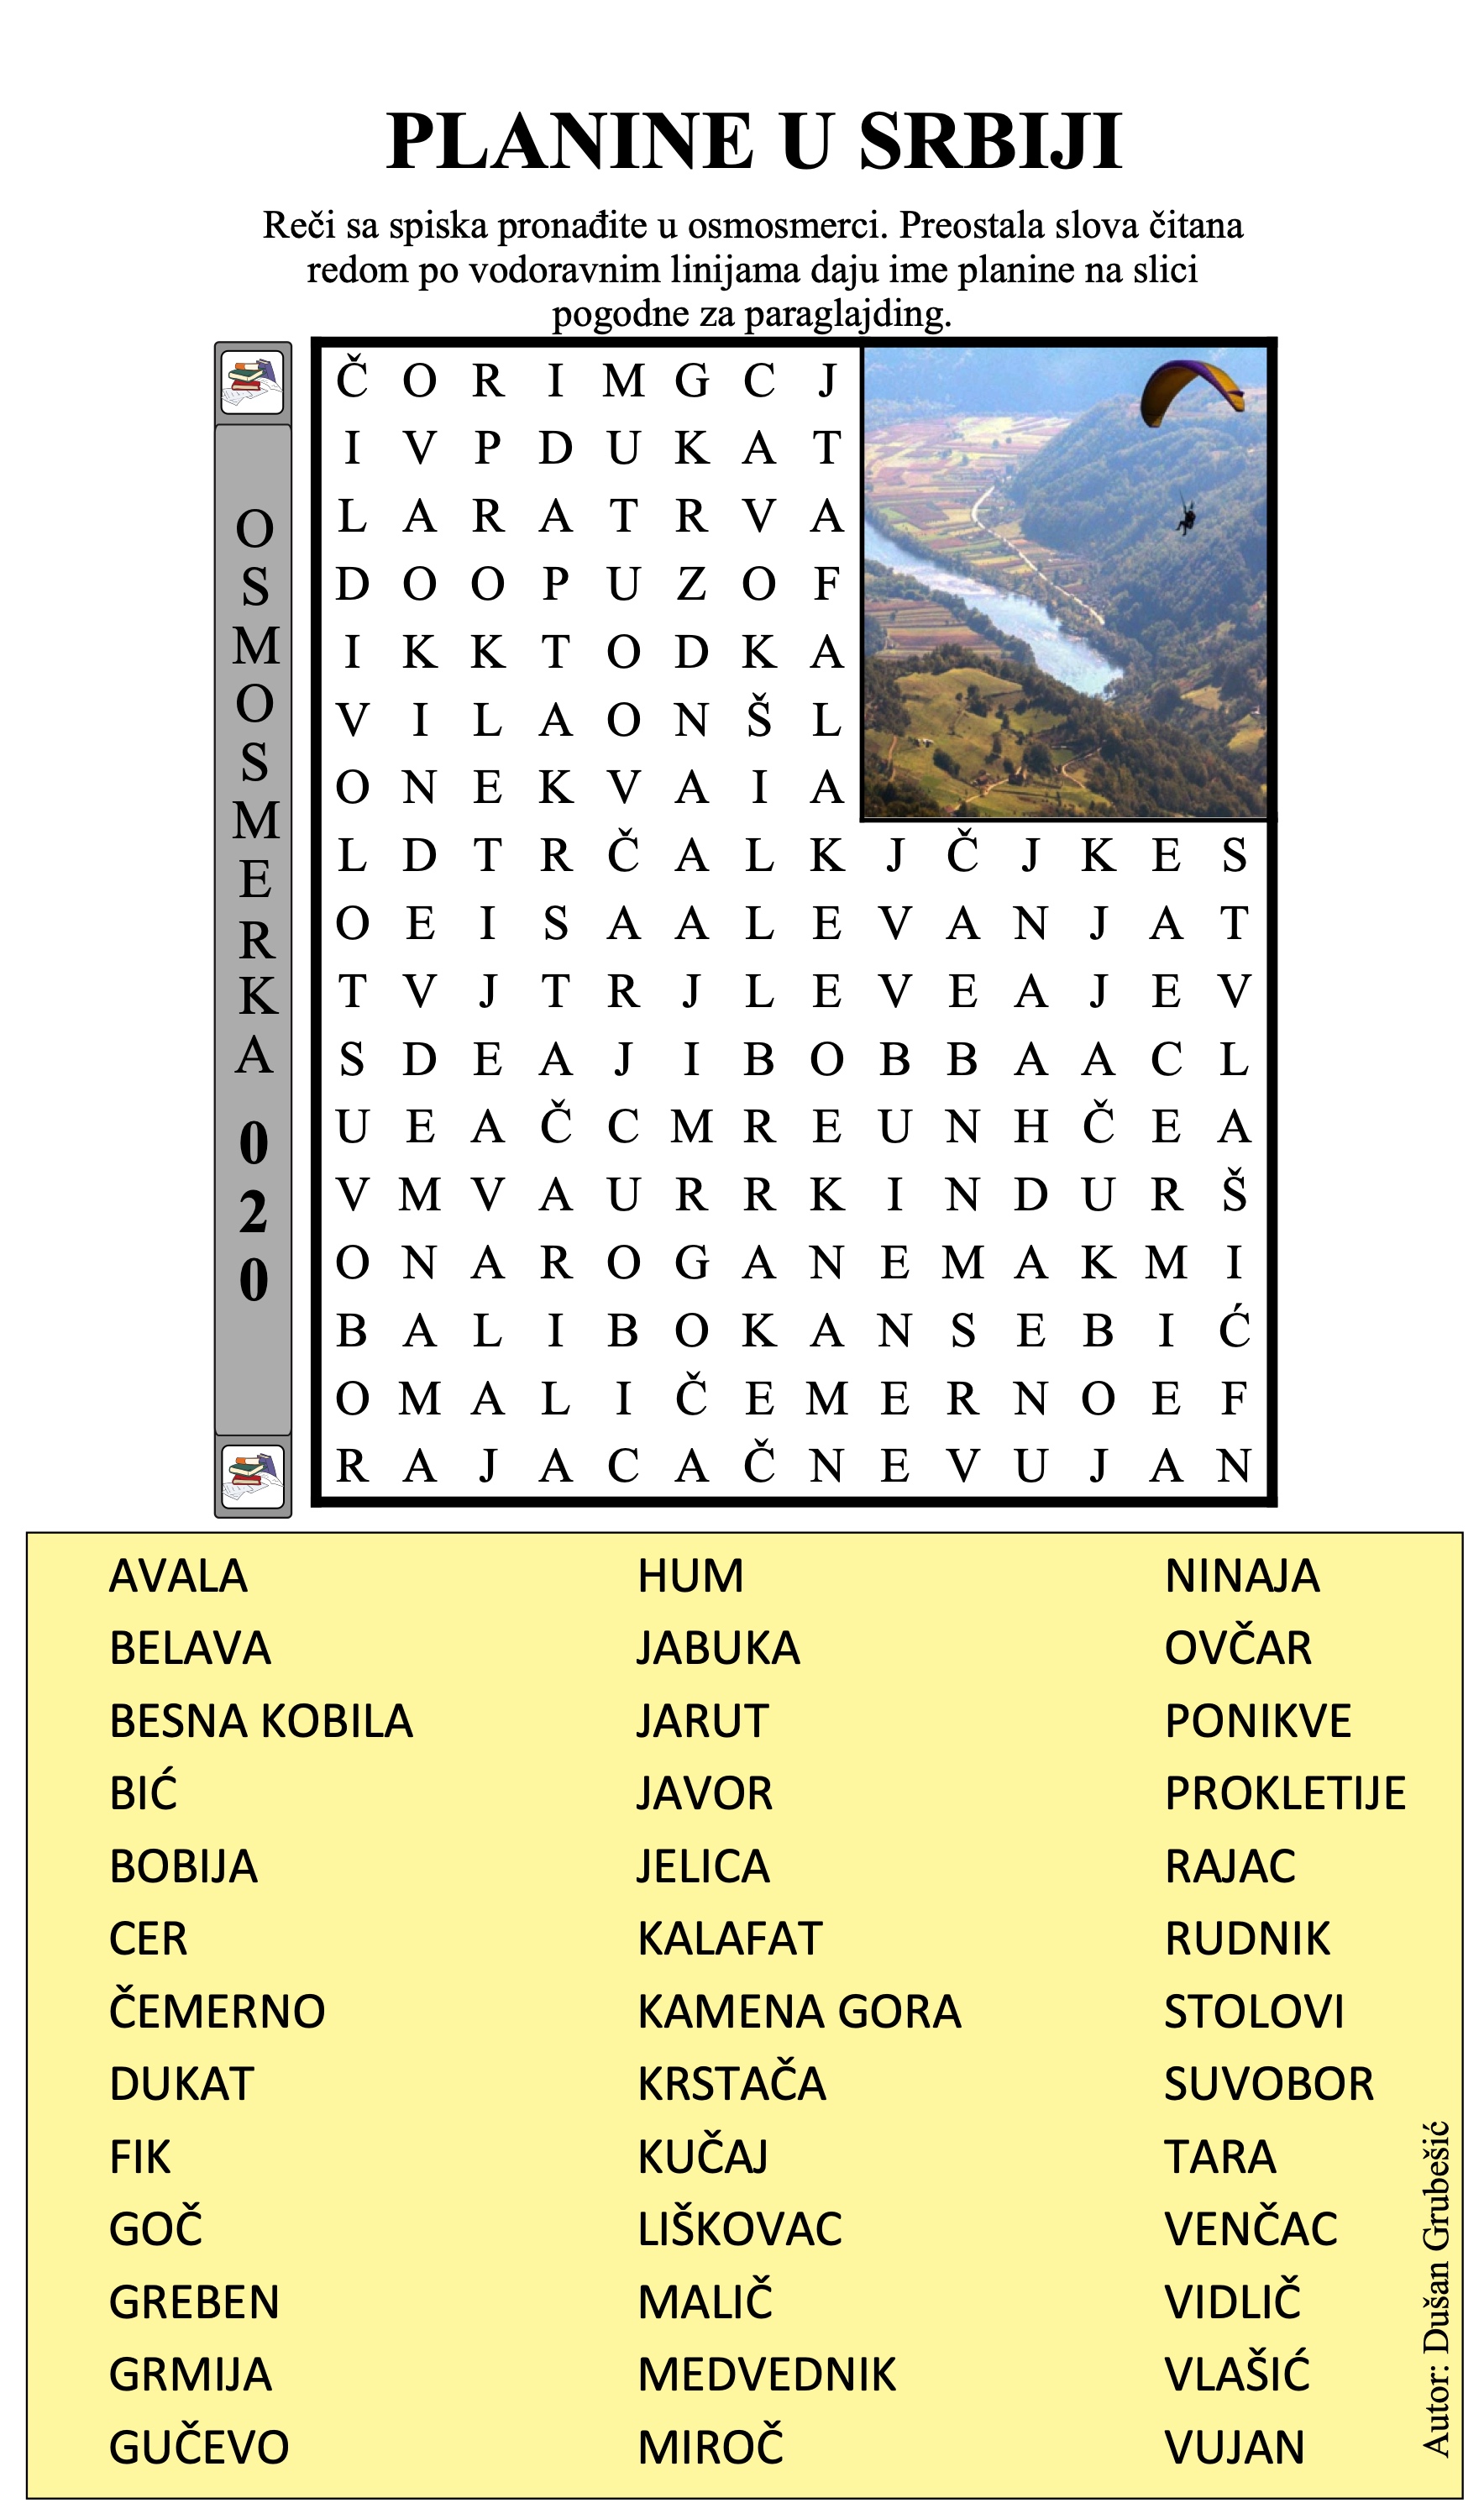 PLANINE U SRBIJI
Reči sa spiska pronađite u osmosmerci. Preostala slova čitana
redom po vodoravnim linijama daju ime planine na slici
pogodne za paraglajding.
OSMOSMERKA 020
Č O R I M G C J
I V P D U K A T
L A R A T R V A
D O O P U Z O F
I K K T O D K A
V I L A O N Š L
O N E K V A I A
L D T R Č A L K J Č J K E S
O E I S A A L E V A N J A T
T V J T R J L E V E A J E V
S D E A J I B O B B A A C L
U E A Č C M R E U N H Č E A
V M V A U R R K I N D U R Š
O N A R O G A N E M A K M I
B A L I B O K A N S E B I Ć
O M A L I Č E M E R N O E F
R A J A C A Č N E V U J A N
AVALA
BELAVA
BESNA KOBILA
BIĆ
BOBIJA
CER
ČEMERNO
DUKAT
FIK
GOČ
GREBEN
GRMIJA
GUČEVO
HUM
JABUKA
JARUT
JAVOR
JELICA
KALAFAT
KAMENA GORA
KRSTAČA
KUČAJ
LIŠKOVAC
MALIČ
MEDVEDNIK
MIROČ
NINAJA
OVČAR
PONIKVE
PROKLETIJE
RAJAC
RUDNIK
STOLOVI
SUVOBOR
TARA
VENČAC
VIDLIČ
VLAŠIĆ
VUJAN
Autor: Dušan Grubešić